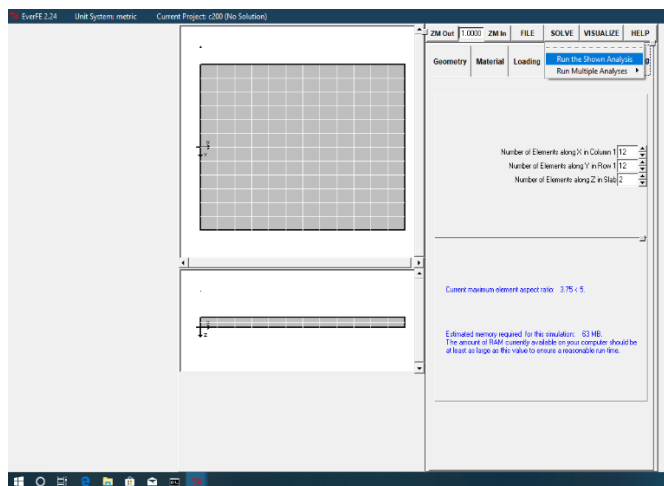 EverFE 2.24 Unit System: metric Current Project: c200 (No Solution)
ZM Out 1.0000 ZM In FILE SOLVE VISUALIZE HELP
Geometry Material Loading
Run the Shown Analysis
Run Multiple Analyses
Number of Elements along X in Column 1 12
Number of Elements along Y in Row 1 12
Number of Elements along Z in Slab 2
Y
Z
Current maximum element aspect ratio: 3.75 < 5.
Estimated memory required for this simulation: 63 MB.
The amount of RAM currently available on your computer should be
at least as large as this value to ensure a reasonable run-time.